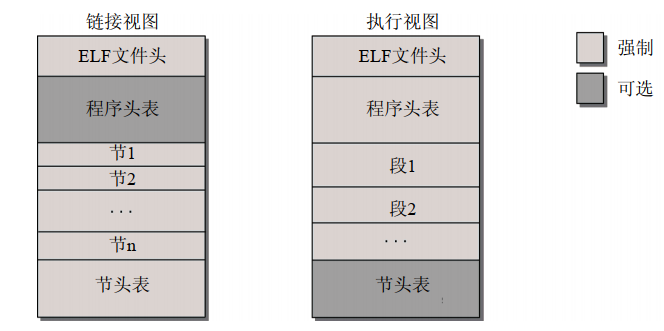 链接视图
ELF文件头
程序头表
节1
节2
...
节n
节头表
执行视图
ELF文件头
程序头表
段1
段2
...
节头表
强制
可选